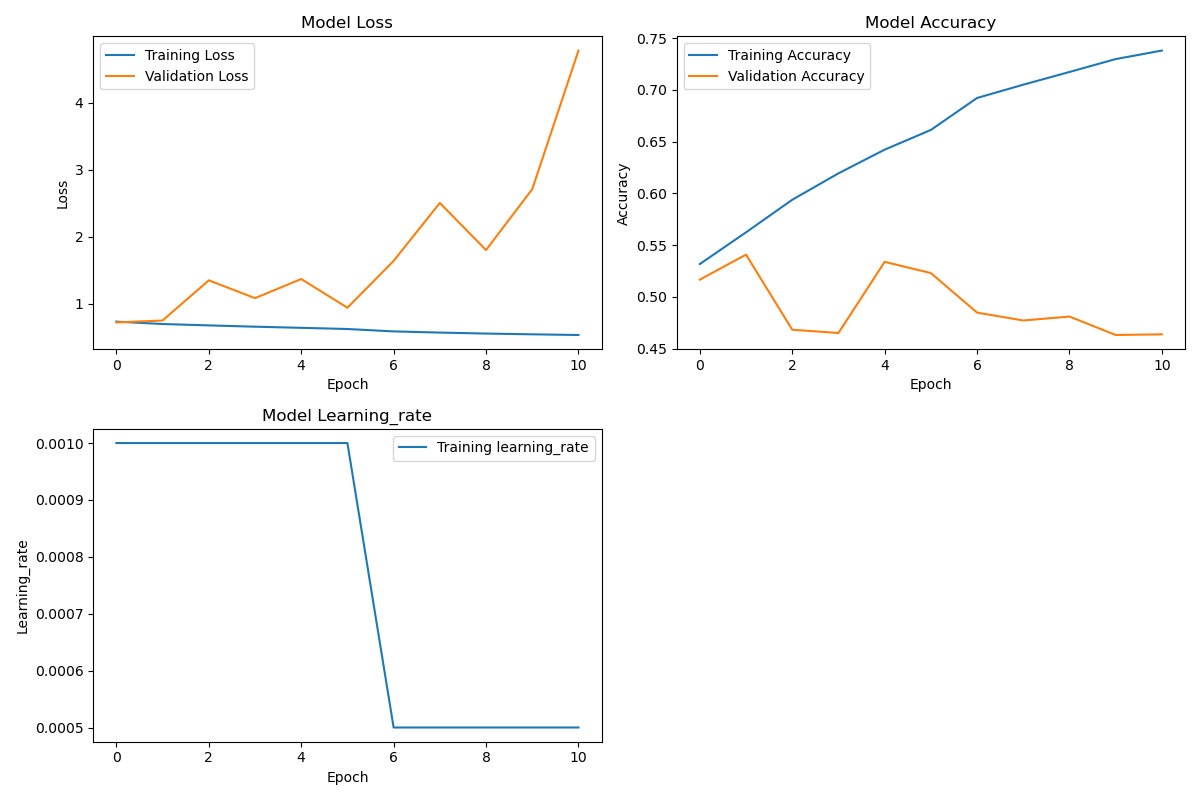 Model Loss
Training Loss
Validation Loss
Loss
4
3
2
1
0 2 4 6 8 10
Epoch
Model Accuracy
Training Accuracy
Validation Accuracy
Accuracy
0.75
0.70
0.65
0.60
0.55
0.50
0.45
0 2 4 6 8 10
Epoch
Model Learning_rate
Training learning_rate
Learning_rate
0.0010
0.0009
0.0008
0.0007
0.0006
0.0005
0 2 4 6 8 10
Epoch